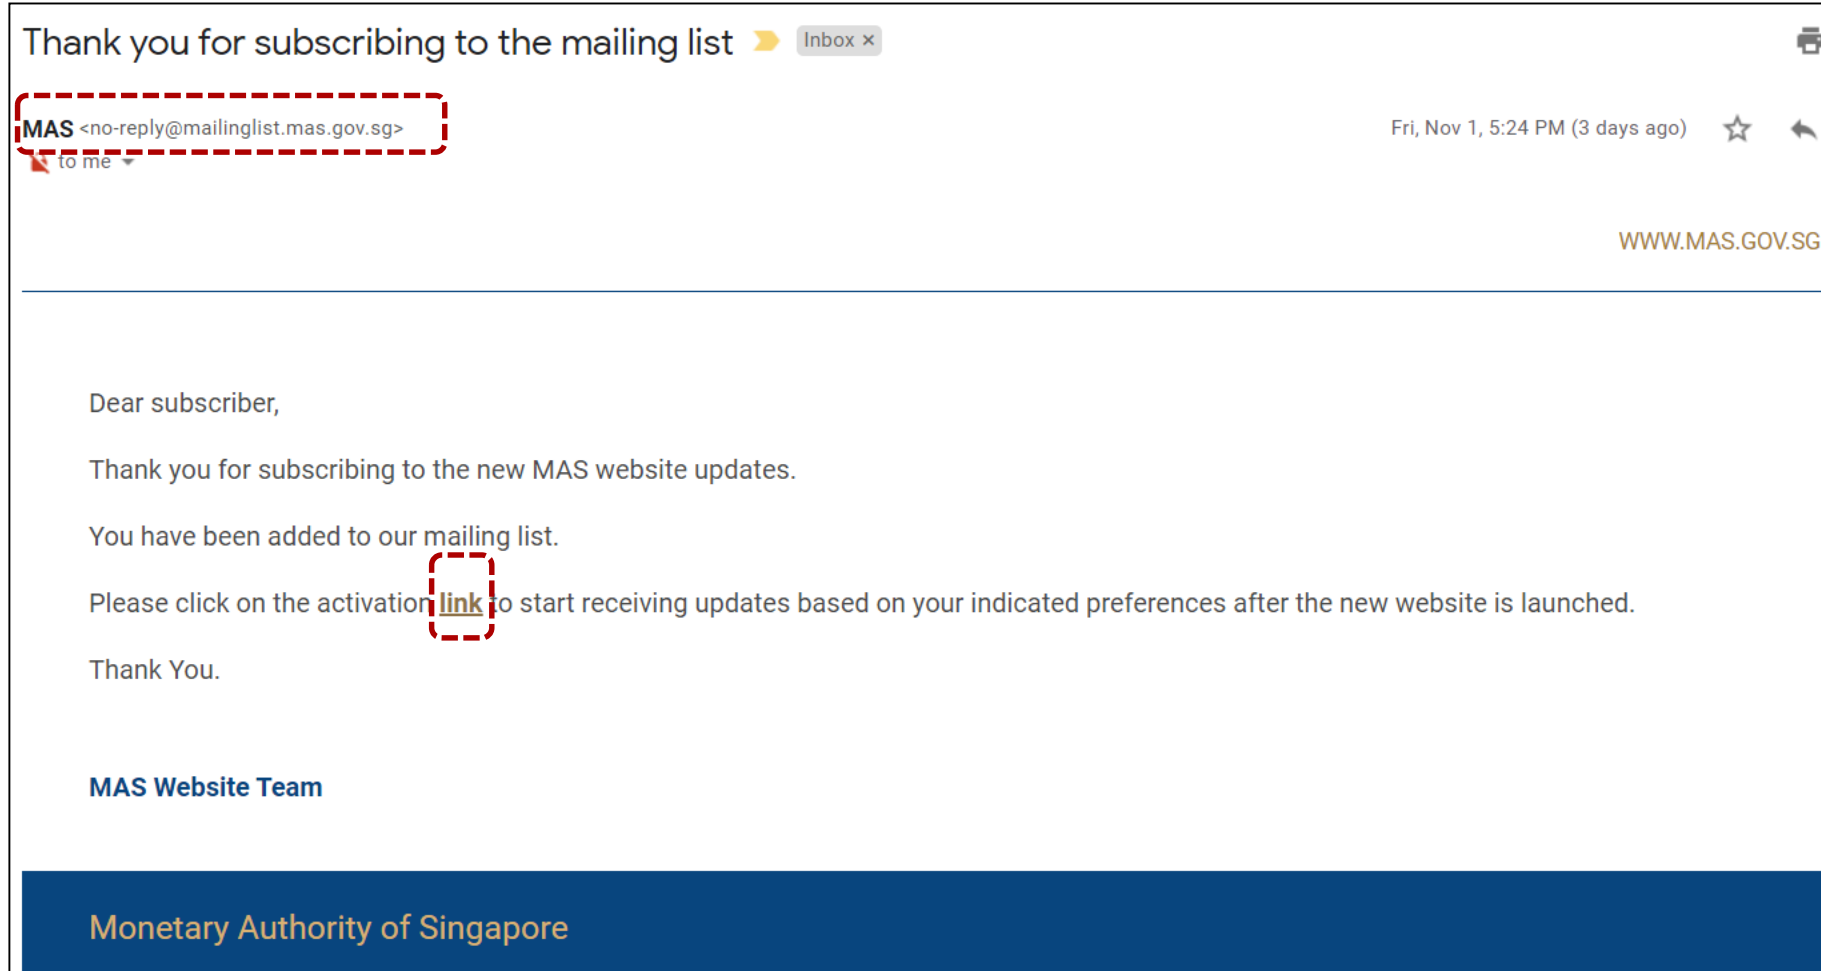 Thank you for subscribing to the mailing list Inbox ×
MAS <no-reply@mailinglist.mas.gov.sg> Fri, Nov 1, 5:24 PM (3 days ago)
to me
WWW.MAS.GOV.SG
Dear subscriber,
Thank you for subscribing to the new MAS website updates.
You have been added to our mailing list.
Please click on the activation link to start receiving updates based on your indicated preferences after the new website is launched.
Thank You.
MAS Website Team
Monetary Authority of Singapore